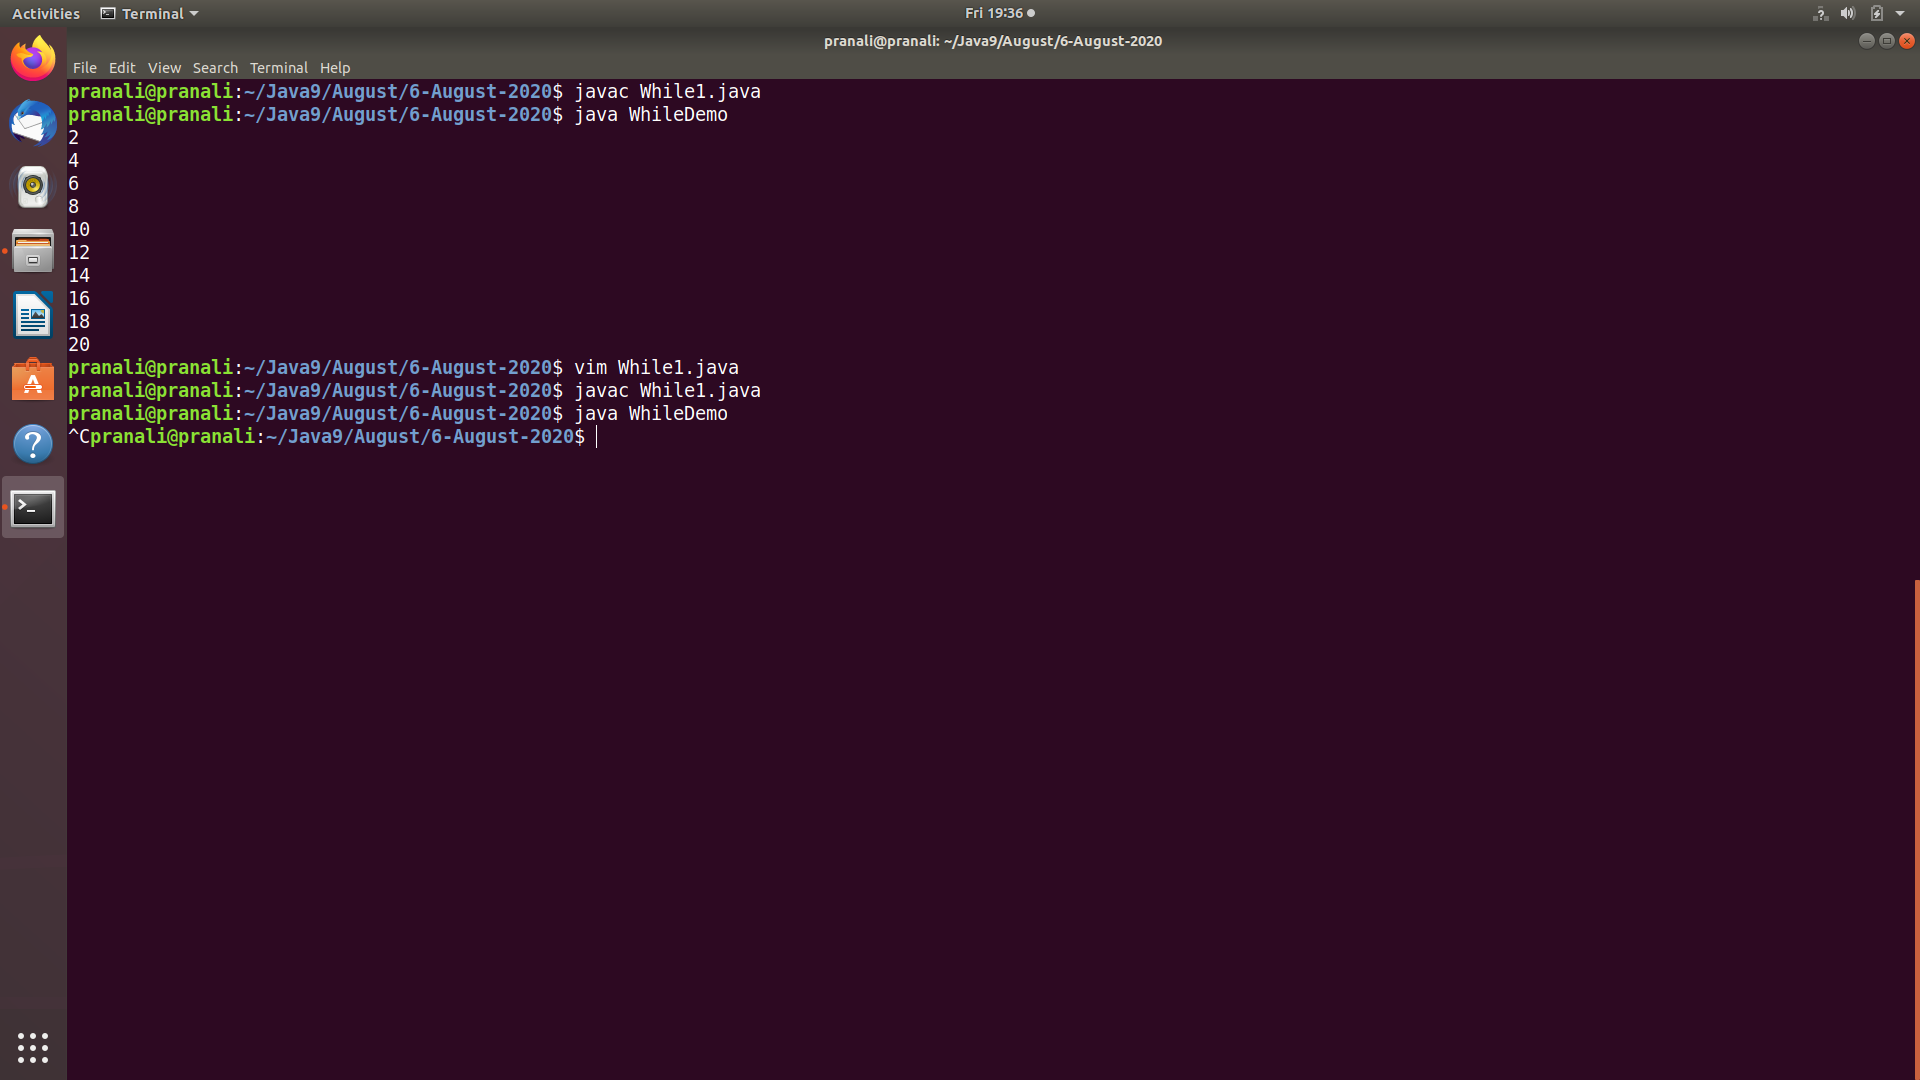 Activities Terminal Fri 19:36
pranali@pranali: ~/Java9/August/6-August-2020
File Edit View Search Terminal Help
pranali@pranali:~/Java9/August/6-August-2020$ javac While1.java
pranali@pranali:~/Java9/August/6-August-2020$ java WhileDemo
2
4
6
8
10
12
14
16
18
20
pranali@pranali:~/Java9/August/6-August-2020$ vim While1.java
pranali@pranali:~/Java9/August/6-August-2020$ javac While1.java
pranali@pranali:~/Java9/August/6-August-2020$ java WhileDemo
^Cpranali@pranali:~/Java9/August/6-August-2020$